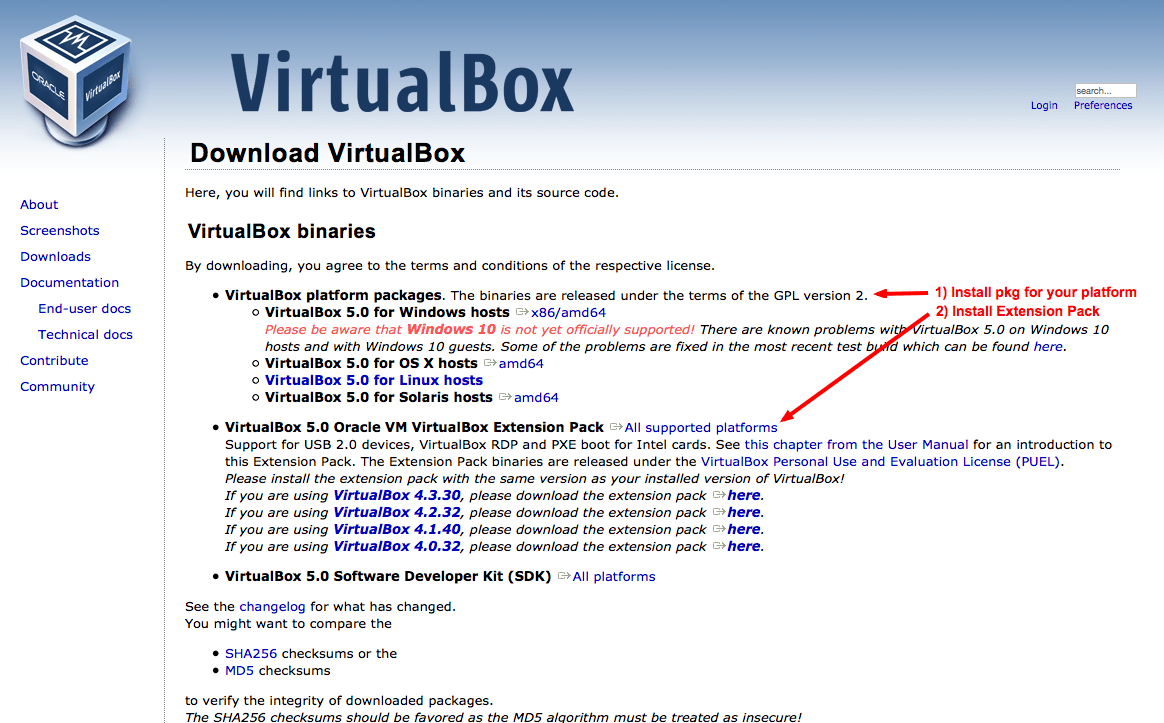 ORACLE
VirtualBox
VirtualBox
search...
Login Preferences
Download VirtualBox
Here, you will find links to VirtualBox binaries and its source code.
About
Screenshots
Downloads
Documentation
End-user docs
Technical docs
Contribute
Community
VirtualBox binaries
By downloading, you agree to the terms and conditions of the respective license.
• VirtualBox platform packages. The binaries are released under the terms of the GPL version 2.
1) Install pkg for your platform
2) Install Extension Pack
VirtualBox 5.0 for Windows hosts x86/amd64
Please be aware that Windows 10 is not yet officially supported! There are known problems with VirtualBox 5.0 on Windows 10
hosts and with Windows 10 guests. Some of the problems are fixed in the most recent test build which can be found here.
VirtualBox 5.0 for OS X hosts amd64
VirtualBox 5.0 for Linux hosts
VirtualBox 5.0 for Solaris hosts amd64
• VirtualBox 5.0 Oracle VM VirtualBox Extension Pack All supported platforms
Support for USB 2.0 devices, VirtualBox RDP and PXE boot for Intel cards. See this chapter from the User Manual for an introduction to
this Extension Pack. The Extension Pack binaries are released under the VirtualBox Personal Use and Evaluation License (PUEL).
Please install the extension pack with the same version as your installed version of VirtualBox!
If you are using VirtualBox 4.3.30, please download the extension pack here.
If you are using VirtualBox 4.2.32, please download the extension pack here.
If you are using VirtualBox 4.1.40, please download the extension pack here.
If you are using VirtualBox 4.0.32, please download the extension pack here.
• VirtualBox 5.0 Software Developer Kit (SDK) All platforms
See the changelog for what has changed.
You might want to compare the
• SHA256 checksums or the
• MD5 checksums
to verify the integrity of downloaded packages.
The SHA256 checksums should be favored as the MD5 algorithm must be treated as insecure!